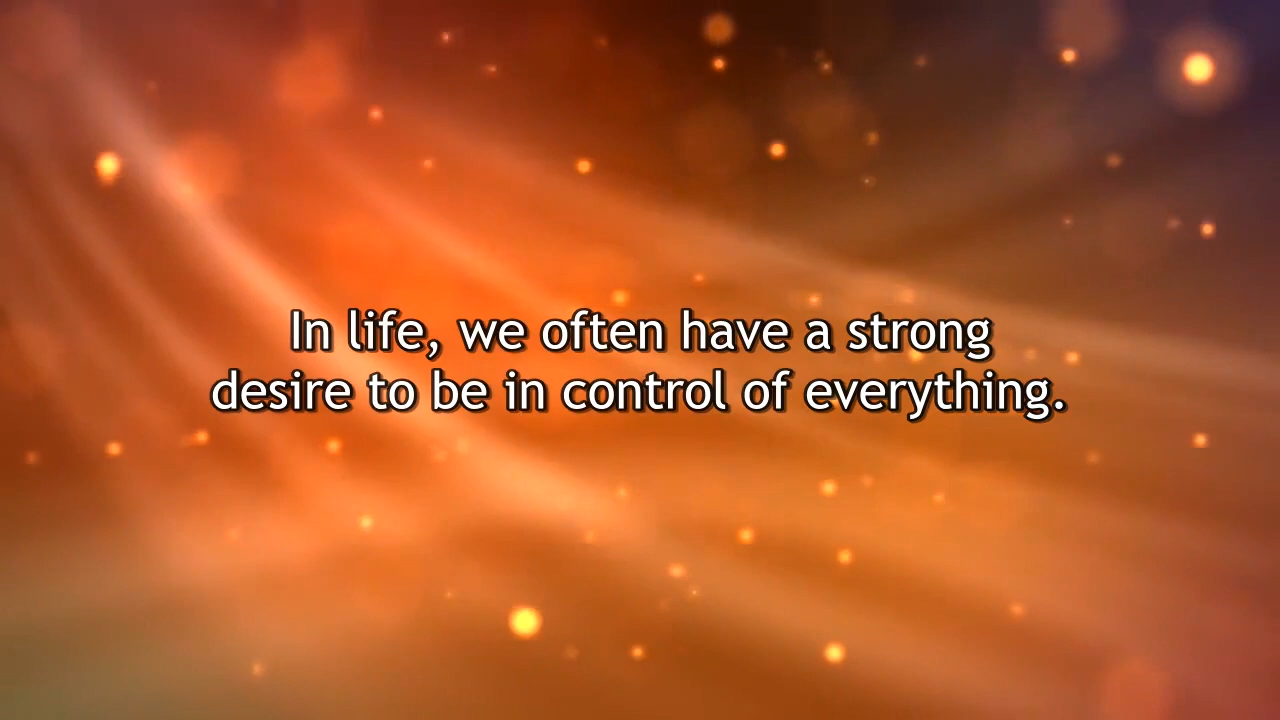 In life, we often have a strong
desire to be in control of everything.